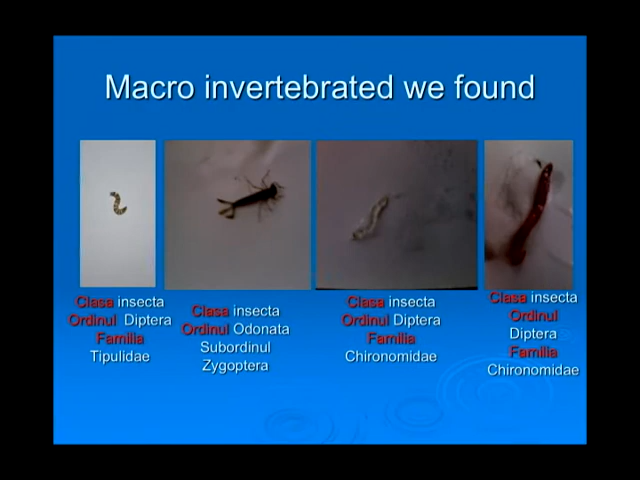 Macro invertebrated we found
Clasa insecta
Ordinul Diptera
Familia
Tipulidae
Clasa insecta
Ordinul Odonata
Subordinul
Zygoptera
Clasa insecta
Ordinul Diptera
Familia
Chironomidae
Clasa insecta
Ordinul
Diptera
Familia
Chironomidae